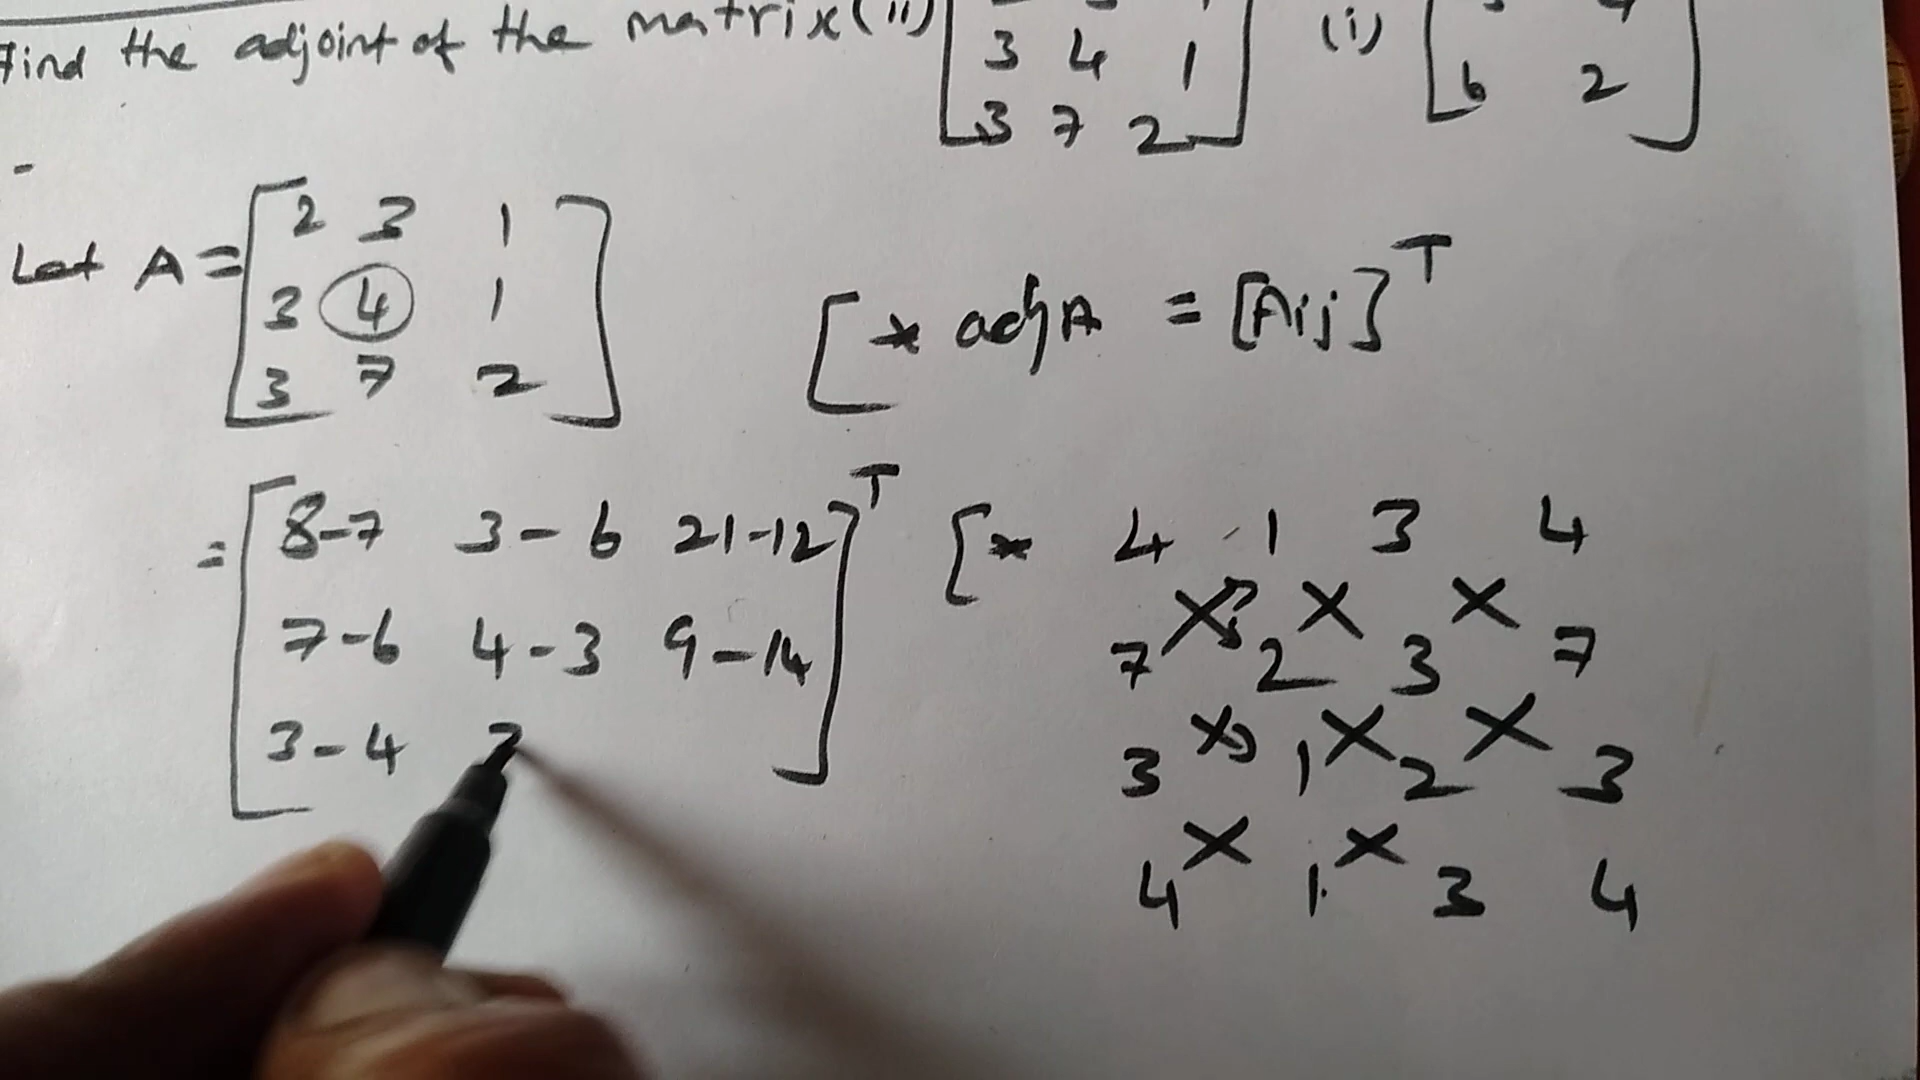 Find the adjoint of the matrix (ii) [ (i) [
3 4 1
6 2
3 7 2
Let A = [ 2 3 1
3 4 1
3 7 2 ]
[* adj A = [Aij]^T
= [ 8-7 3-6 21-12
7-6 4-3 9-14
3-4 ]^T
[* 4 1 3 4
7 2 3 7
3 1 2 3
4 1 3 4